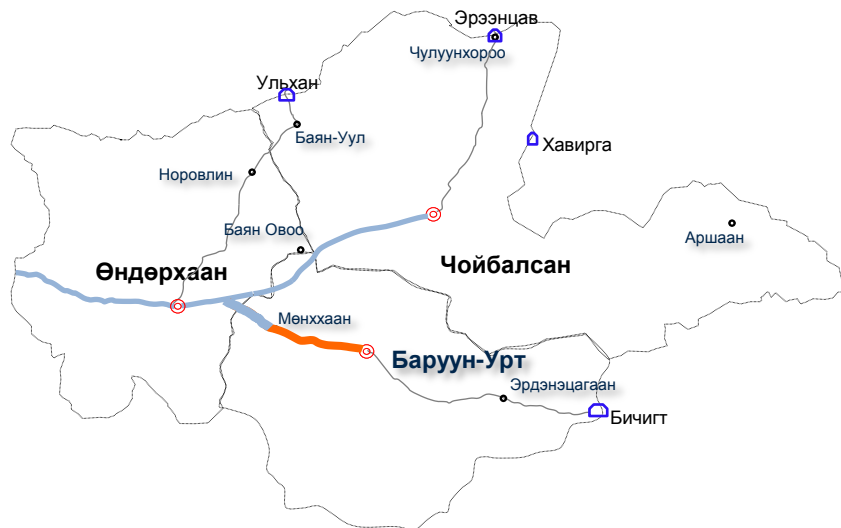 Эрээнцав
Чулуунхороо
Ульхан
Баян-Уул
Хавирга
Норовлин
Баян Овоо
Аршаан
Өндөрхаан
Чойбалсан
Мөнххаан
Баруун-Урт
Эрдэнэцагаан
Бичигт